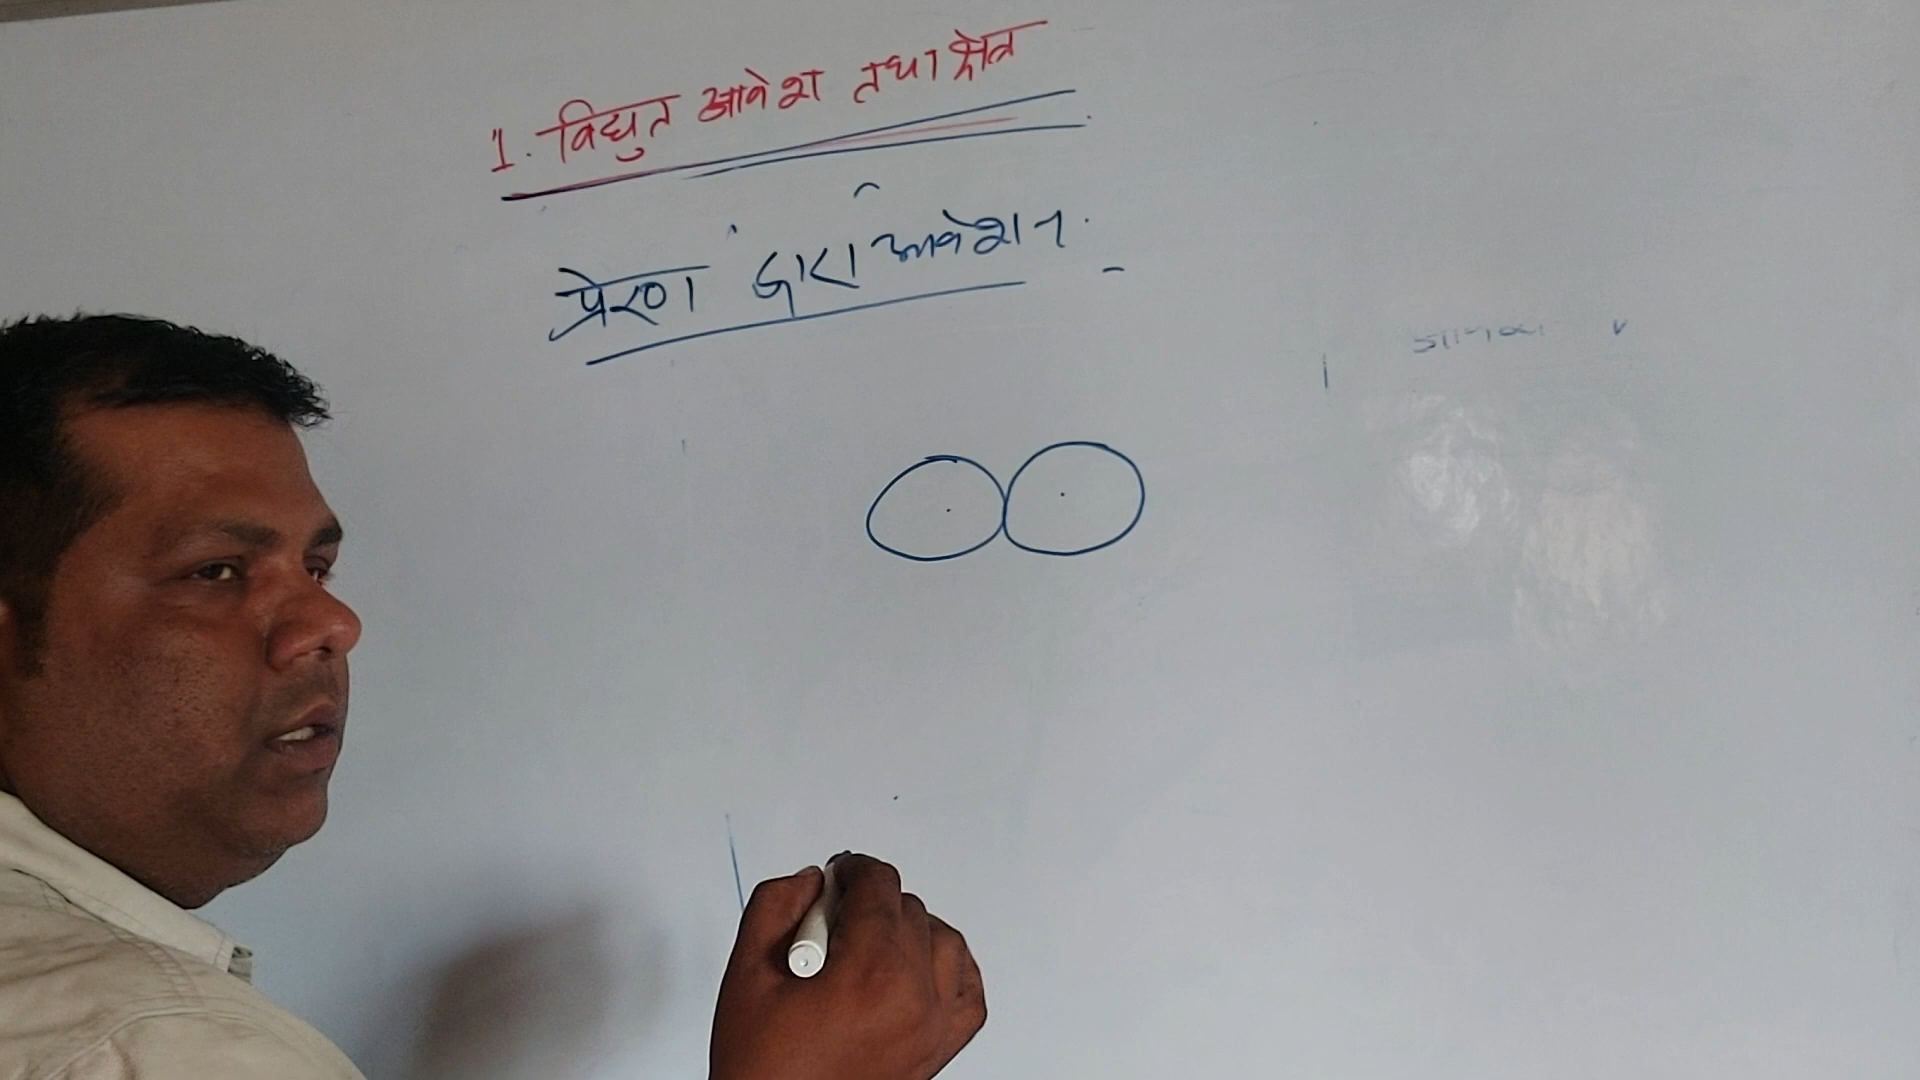 1. विद्युत आवेश तथा क्षेत्र
प्रेरण द्वारा आवेशन